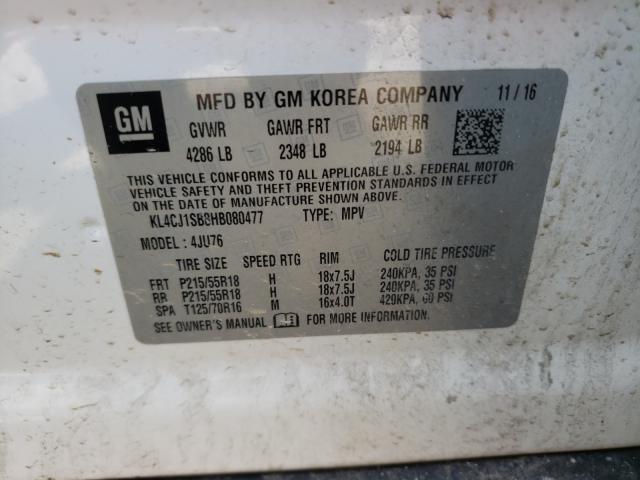 GM
MFD BY GM KOREA COMPANY 11/16
GVWR GAWR FRT GAWR RR
4286 LB 2348 LB 2194 LB
THIS VEHICLE CONFORMS TO ALL APPLICABLE U.S. FEDERAL MOTOR
VEHICLE SAFETY AND THEFT PREVENTION STANDARDS IN EFFECT
ON THE DATE OF MANUFACTURE SHOWN ABOVE.
KL4CJ1SB8HB080477 TYPE: MPV
MODEL: 4JU76
TIRE SIZE SPEED RTG RIM COLD TIRE PRESSURE
FRT P215/55R18 H 18x7.5J 240KPA, 35 PSI
RR P215/55R18 H 18x7.5J 240KPA, 35 PSI
SPA T125/70R16 M 16x4.0T 420KPA, 60 PSI
SEE OWNER'S MANUAL FOR MORE INFORMATION.